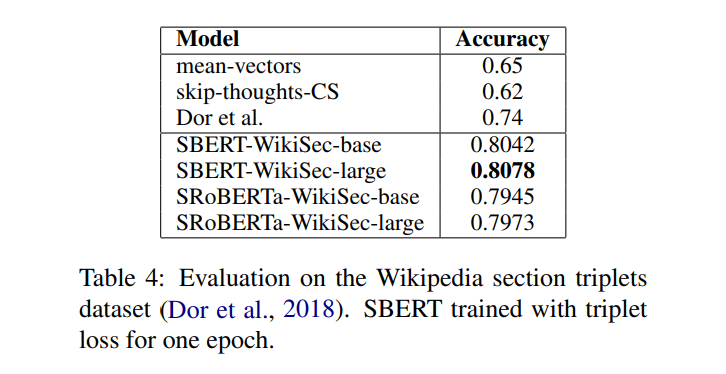 Model Accuracy
mean-vectors 0.65
skip-thoughts-CS 0.62
Dor et al. 0.74
SBERT-WikiSec-base 0.8042
SBERT-WikiSec-large 0.8078
SRoBERTa-WikiSec-base 0.7945
SRoBERTa-WikiSec-large 0.7973
Table 4: Evaluation on the Wikipedia section triplets
dataset (Dor et al., 2018). SBERT trained with triplet
loss for one epoch.